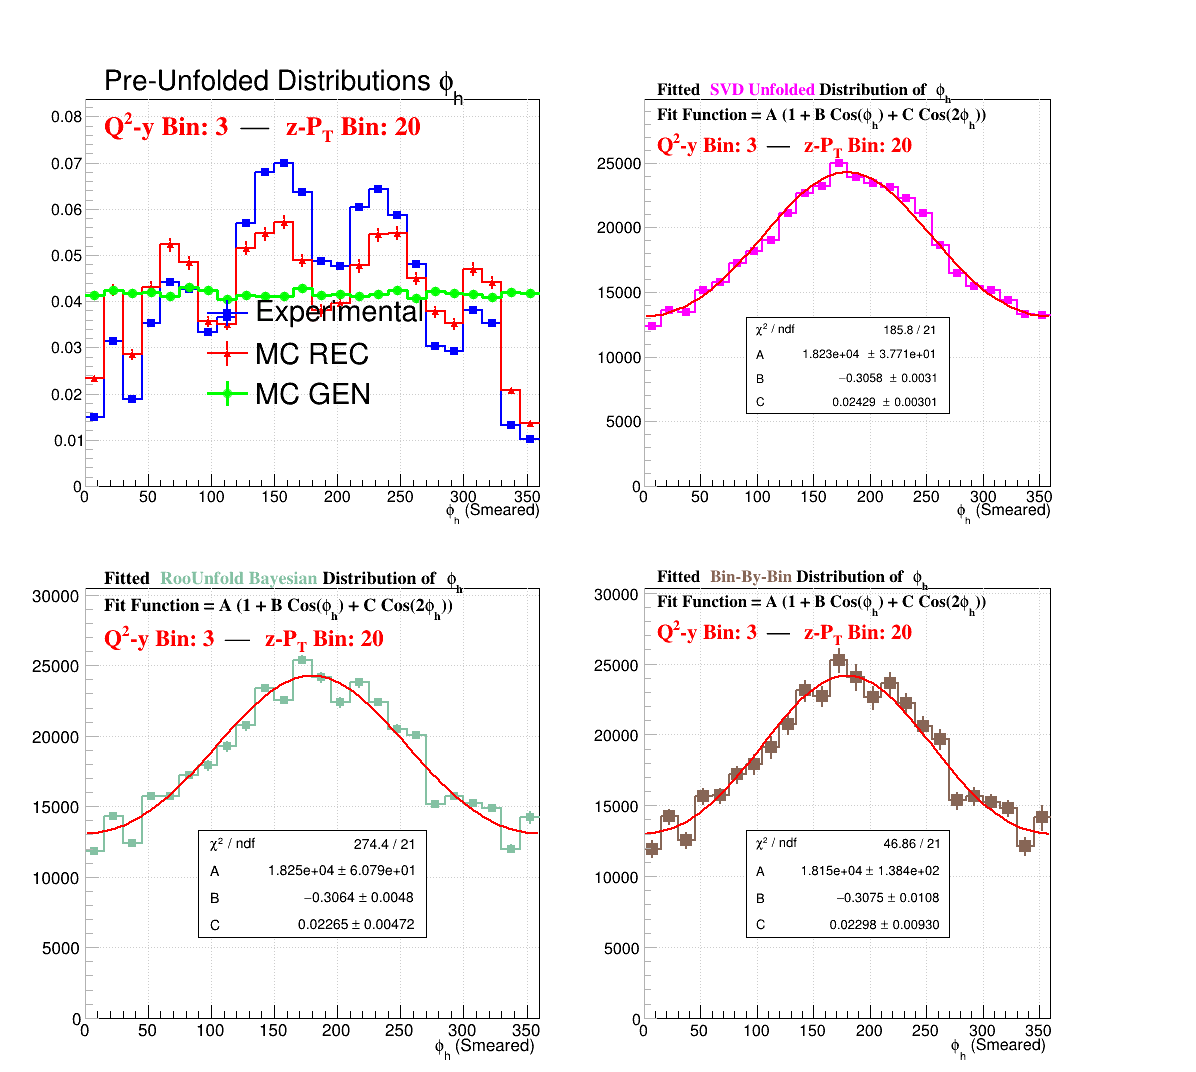 Pre-Unfolded Distributions ϕh
Q2-y Bin: 3 — z-PT Bin: 20
0.08
0.07
0.06
0.05
0.04
0.03
0.02
0.01
0
Experimental
MC REC
MC GEN
0 50 100 150 200 250 300 350
ϕh (Smeared)
Fitted SVD Unfolded Distribution of ϕh
Fit Function = A (1 + B Cos(ϕh) + C Cos(2ϕh))
Q2-y Bin: 3 — z-PT Bin: 20
25000
20000
15000
10000
5000
0
χ2 / ndf 185.8 / 21
A 1.823e+04 ± 3.771e+01
B −0.3058 ± 0.0031
C 0.02429 ± 0.00301
0 50 100 150 200 250 300 350
ϕh (Smeared)
Fitted RooUnfold Bayesian Distribution of ϕh
Fit Function = A (1 + B Cos(ϕh) + C Cos(2ϕh))
Q2-y Bin: 3 — z-PT Bin: 20
30000
25000
20000
15000
10000
5000
0
χ2 / ndf 274.4 / 21
A 1.825e+04 ± 6.079e+01
B −0.3064 ± 0.0048
C 0.02265 ± 0.00472
0 50 100 150 200 250 300 350
ϕh (Smeared)
Fitted Bin-By-Bin Distribution of ϕh
Fit Function = A (1 + B Cos(ϕh) + C Cos(2ϕh))
Q2-y Bin: 3 — z-PT Bin: 20
30000
25000
20000
15000
10000
5000
0
χ2 / ndf 46.86 / 21
A 1.815e+04 ± 1.384e+02
B −0.3075 ± 0.0108
C 0.02298 ± 0.00930
0 50 100 150 200 250 300 350
ϕh (Smeared)